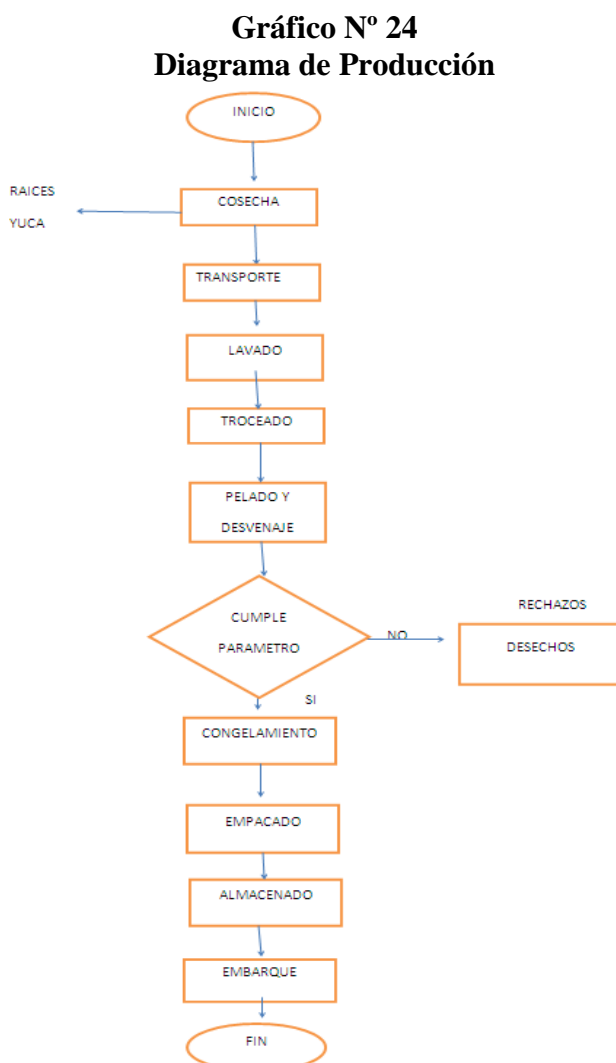 Gráfico Nº 24
Diagrama de Producción
INICIO
RAICES
YUCA
COSECHA
TRANSPORTE
LAVADO
TROCEADO
PELADO Y
DESVENAJE
CUMPLE
PARAMETRO
NO
RECHAZOS
DESECHOS
SI
CONGELAMIENTO
EMPACADO
ALMACENADO
EMBARQUE
FIN